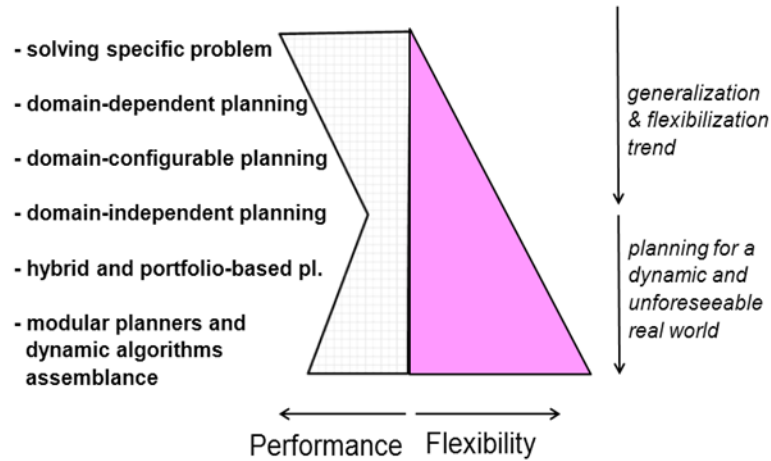 - solving specific problem
- domain-dependent planning
- domain-configurable planning
- domain-independent planning
- hybrid and portfolio-based pl.
- modular planners and
dynamic algorithms
assemblance
generalization
& flexibilization
trend
planning for a
dynamic and
unforeseeable
real world
Performance
Flexibility